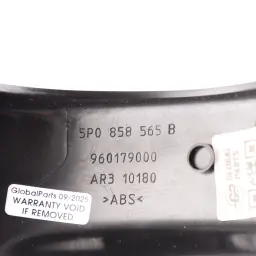 5P0 858 565 B
960179000
AR3 10180
>ABS<
GlobalParts 09/2025
WARRANTY VOID
IF REMOVED